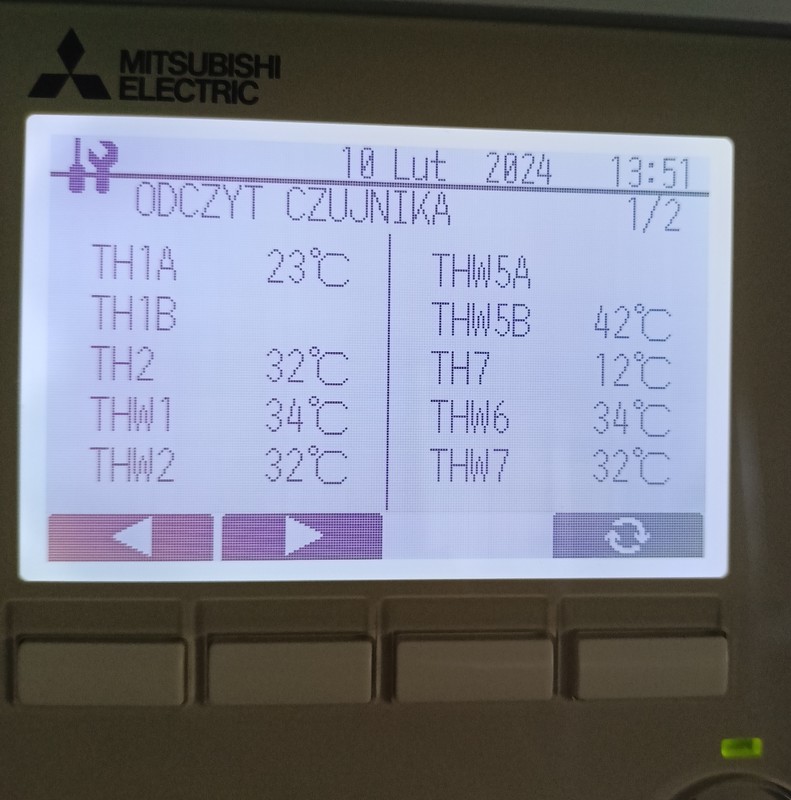 MITSUBISHI
ELECTRIC
10 Lut 2024 13:51
ODCZYT CZUJNIKA 1/2
TH1A 23℃
TH1B
TH2 32℃
THW1 34℃
THW2 32℃
THW5A
THW5B 42℃
TH7 12℃
THW6 34℃
THW7 32℃